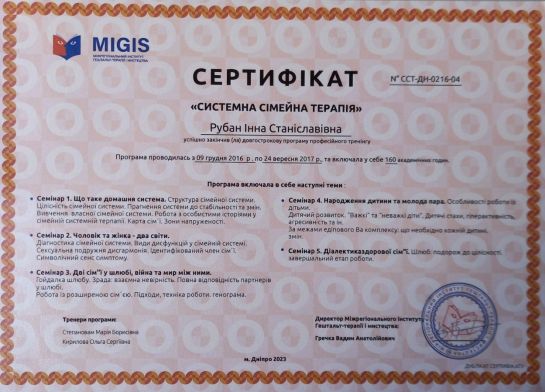 MIGIS
МІЖРЕГІОНАЛЬНИЙ ІНСТИТУТ
ГЕШТАЛЬТ-ТЕРАПІЇ І МИСТЕЦТВА
СЕРТИФІКАТ
N° ССТ-ДН-0216-04
«СИСТЕМНА СІМЕЙНА ТЕРАПІЯ»
Рубан Інна Станіславівна
успішно закінчив (ла) довгострокову програму професійного тренінгу
Програма проводилась з 09 грудня 2016 р, по 24 вересня 2017 р., та включала у себе 160 академічних годин.
Програма включала в себе наступні теми :
Семінар 1. Що таке домашня система. Структура сімейної системи.
Цілісність сімейної системи. Прагнення системи до стабільності та змін.
Вивчення власної сімейної системи. Робота з особистими історіями у
сімейній системній терапії. Карта сім`ї. Зони напруженості.
Семінар 2. Чоловік та жінка - два світи.
Діагностика сімейної системи. Види дисфункцій у сімейній системі.
Сексуальна подружня дисгармонія. Ідентифікований член сім`ї.
Символічний сенс симптому.
Семінар 3. Дві сім"ї у шлюбі, війна та мир між ними.
Гойдалка шлюбу. Зрада: взаємна невірність. Повна відповідність партнерів
у шлюбі.
Робота із розширеною сім`єю. Підходи, техніка роботи. генограма.
Семінар 4. Народження дитини та молода пара. Особливості роботи із
дітьми.
Дитячий розвиток. "Важкі" та "неважкі діти". Дитячі страхи, гіперактивність,
агресивність та ін.
За межами едіпового Ви комплексу: що необхідно кожній дитині.
змін.
Семінар 5. Діалектиказдорової сім"ї. Шлюб: подорож до цілісності.
завершальний етап роботи.
Тренери програми:
Степановам Марія Борисівна
Кирилова Ольга Сергіївна
Директор Міжрегіонального Інституту
Гештальт-терапії і мистецтва:
Гречка Вадим Анатолійович
м. Дніпро 2023
ДУБЛІКАТ СЕРТИФІКАТУ